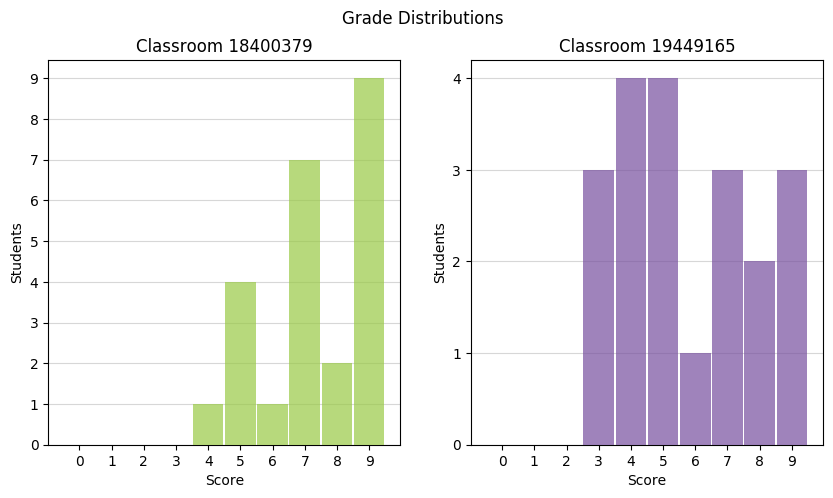 Grade Distributions
Classroom 18400379
Students
9
8
7
6
5
4
3
2
1
0
0 1 2 3 4 5 6 7 8 9
Score
Classroom 19449165
Students
4
3
2
1
0
0 1 2 3 4 5 6 7 8 9
Score